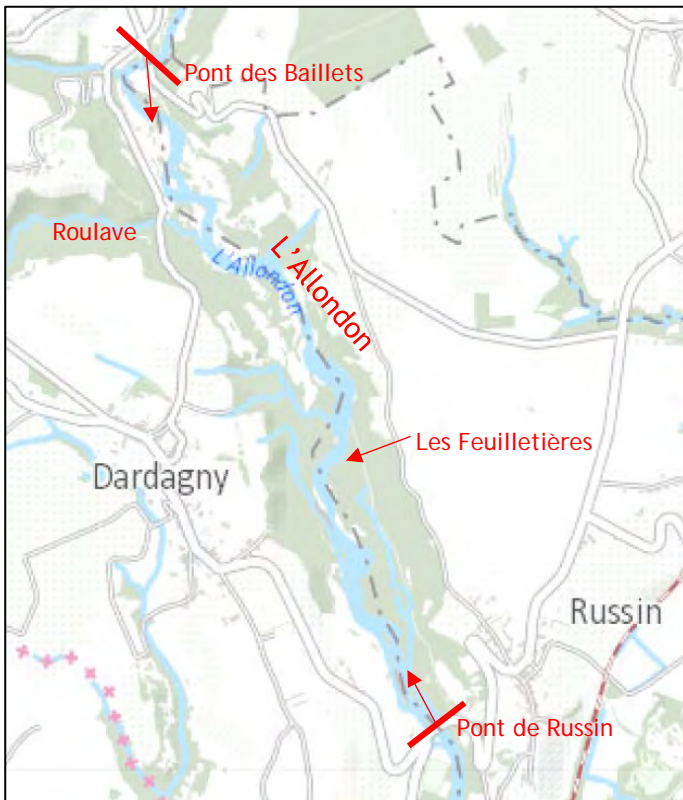 Pont des Baillets
Roulave
L'Allondon
L'Allondon
Les Feuilletières
Dardagny
Russin
Pont de Russin